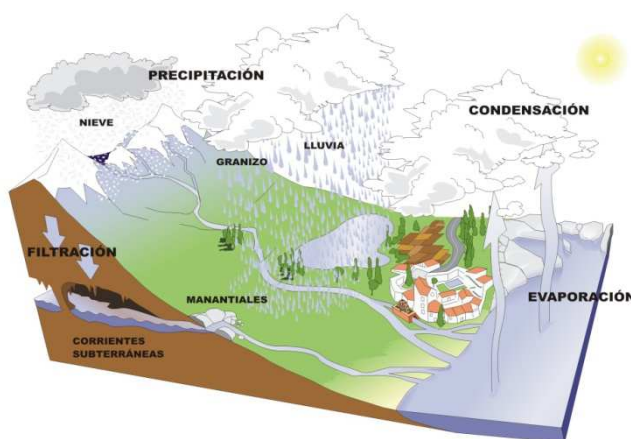 PRECIPITACIÓN
NIEVE
CONDENSACIÓN
LLUVIA
GRANIZO
FILTRACIÓN
EVAPORACIÓN
MANANTIALES
CORRIENTES
SUBTERRÁNEAS